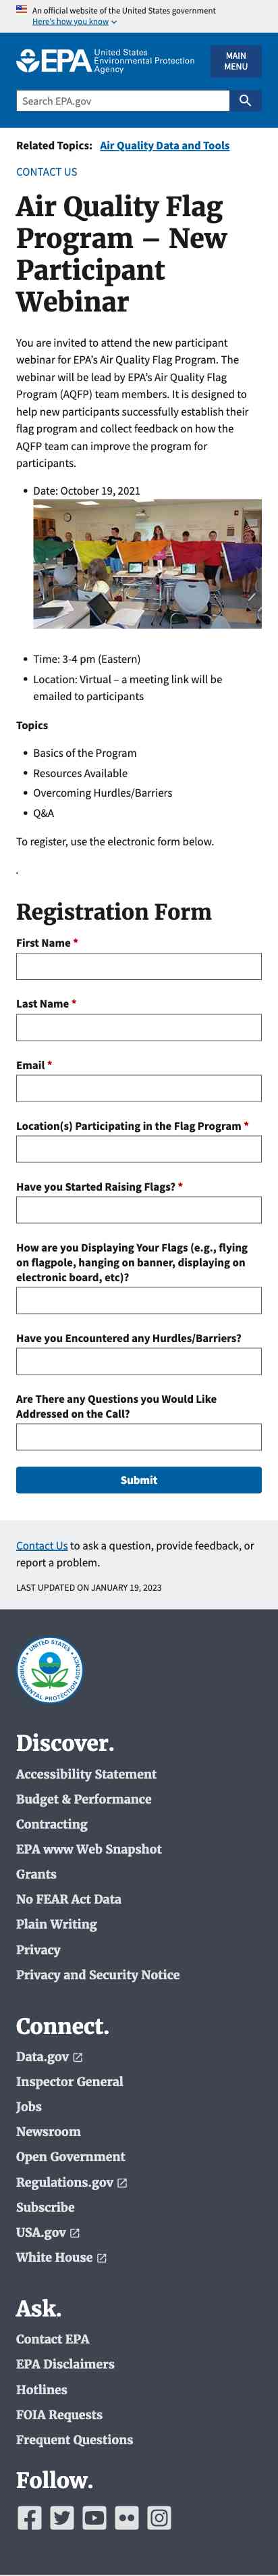 An official website of the United States government
Here's how you know
EPA
United States
Environmental Protection
Agency
MAIN
MENU
Search EPA.gov
Related Topics: Air Quality Data and Tools
CONTACT US
Air Quality Flag
Program – New
Participant
Webinar
You are invited to attend the new participant
webinar for EPA's Air Quality Flag Program. The
webinar will be lead by EPA's Air Quality Flag
Program (AQFP) team members. It is designed to
help new participants successfully establish their
flag program and collect feedback on how the
AQFP team can improve the program for
participants.
• Date: October 19, 2021
• Time: 3-4 pm (Eastern)
• Location: Virtual – a meeting link will be
emailed to participants
Topics
• Basics of the Program
• Resources Available
• Overcoming Hurdles/Barriers
• Q&A
To register, use the electronic form below.
.
Registration Form
First Name *
Last Name *
Email *
Location(s) Participating in the Flag Program *
Have you Started Raising Flags? *
How are you Displaying Your Flags (e.g., flying
on flagpole, hanging on banner, displaying on
electronic board, etc)?
Have you Encountered any Hurdles/Barriers?
Are There any Questions you Would Like
Addressed on the Call?
Submit
Contact Us to ask a question, provide feedback, or
report a problem.
LAST UPDATED ON JANUARY 19, 2023
UNITED STATES
ENVIRONMENTAL PROTECTION AGENCY
Discover.
Accessibility Statement
Budget & Performance
Contracting
EPA www Web Snapshot
Grants
No FEAR Act Data
Plain Writing
Privacy
Privacy and Security Notice
Connect.
Data.gov
Inspector General
Jobs
Newsroom
Open Government
Regulations.gov
Subscribe
USA.gov
White House
Ask.
Contact EPA
EPA Disclaimers
Hotlines
FOIA Requests
Frequent Questions
Follow.